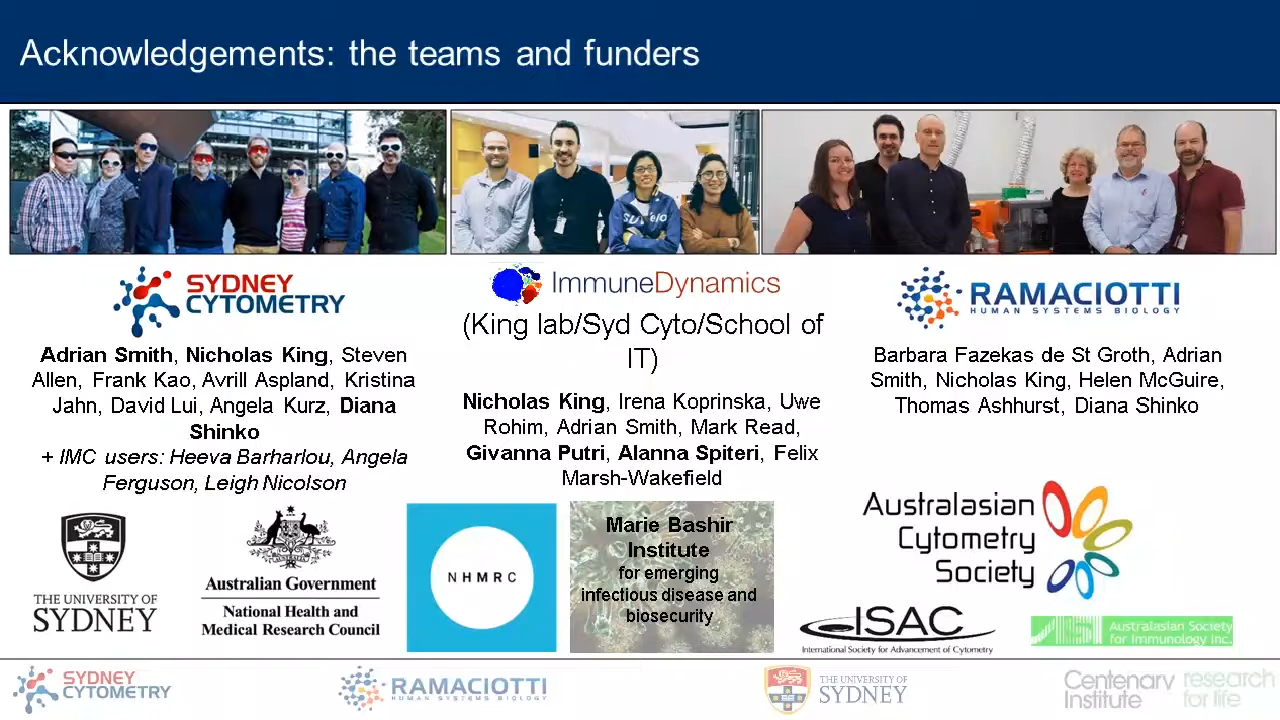 Acknowledgements: the teams and funders
SYDNEY
CYTOMETRY
Adrian Smith, Nicholas King, Steven
Allen, Frank Kao, Avrill Aspland, Kristina
Jahn, David Lui, Angela Kurz, Diana
Shinko
+ IMC users: Heeva Barharlou, Angela
Ferguson, Leigh Nicolson
ImmuneDynamics
(King lab/Syd Cyto/School of
IT)
Nicholas King, Irena Koprinska, Uwe
Rohim, Adrian Smith, Mark Read,
Givanna Putri, Alanna Spiteri, Felix
Marsh-Wakefield
RAMACIOTTI
HUMAN SYSTEMS BIOLOGY
Barbara Fazekas de St Groth, Adrian
Smith, Nicholas King, Helen McGuire,
Thomas Ashhurst, Diana Shinko
THE UNIVERSITY OF
SYDNEY
Australian Government
National Health and
Medical Research Council
NHMRC
Marie Bashir
Institute
for emerging
infectious disease and
biosecurity
Australasian
Cytometry
Society
ISAC
International Society for Advancement of Cytometry
ASI
Australasian Society
for Immunology Inc.
SYDNEY
CYTOMETRY
RAMACIOTTI
HUMAN SYSTEMS BIOLOGY
THE UNIVERSITY OF
SYDNEY
Centenary
Institute
research
for life